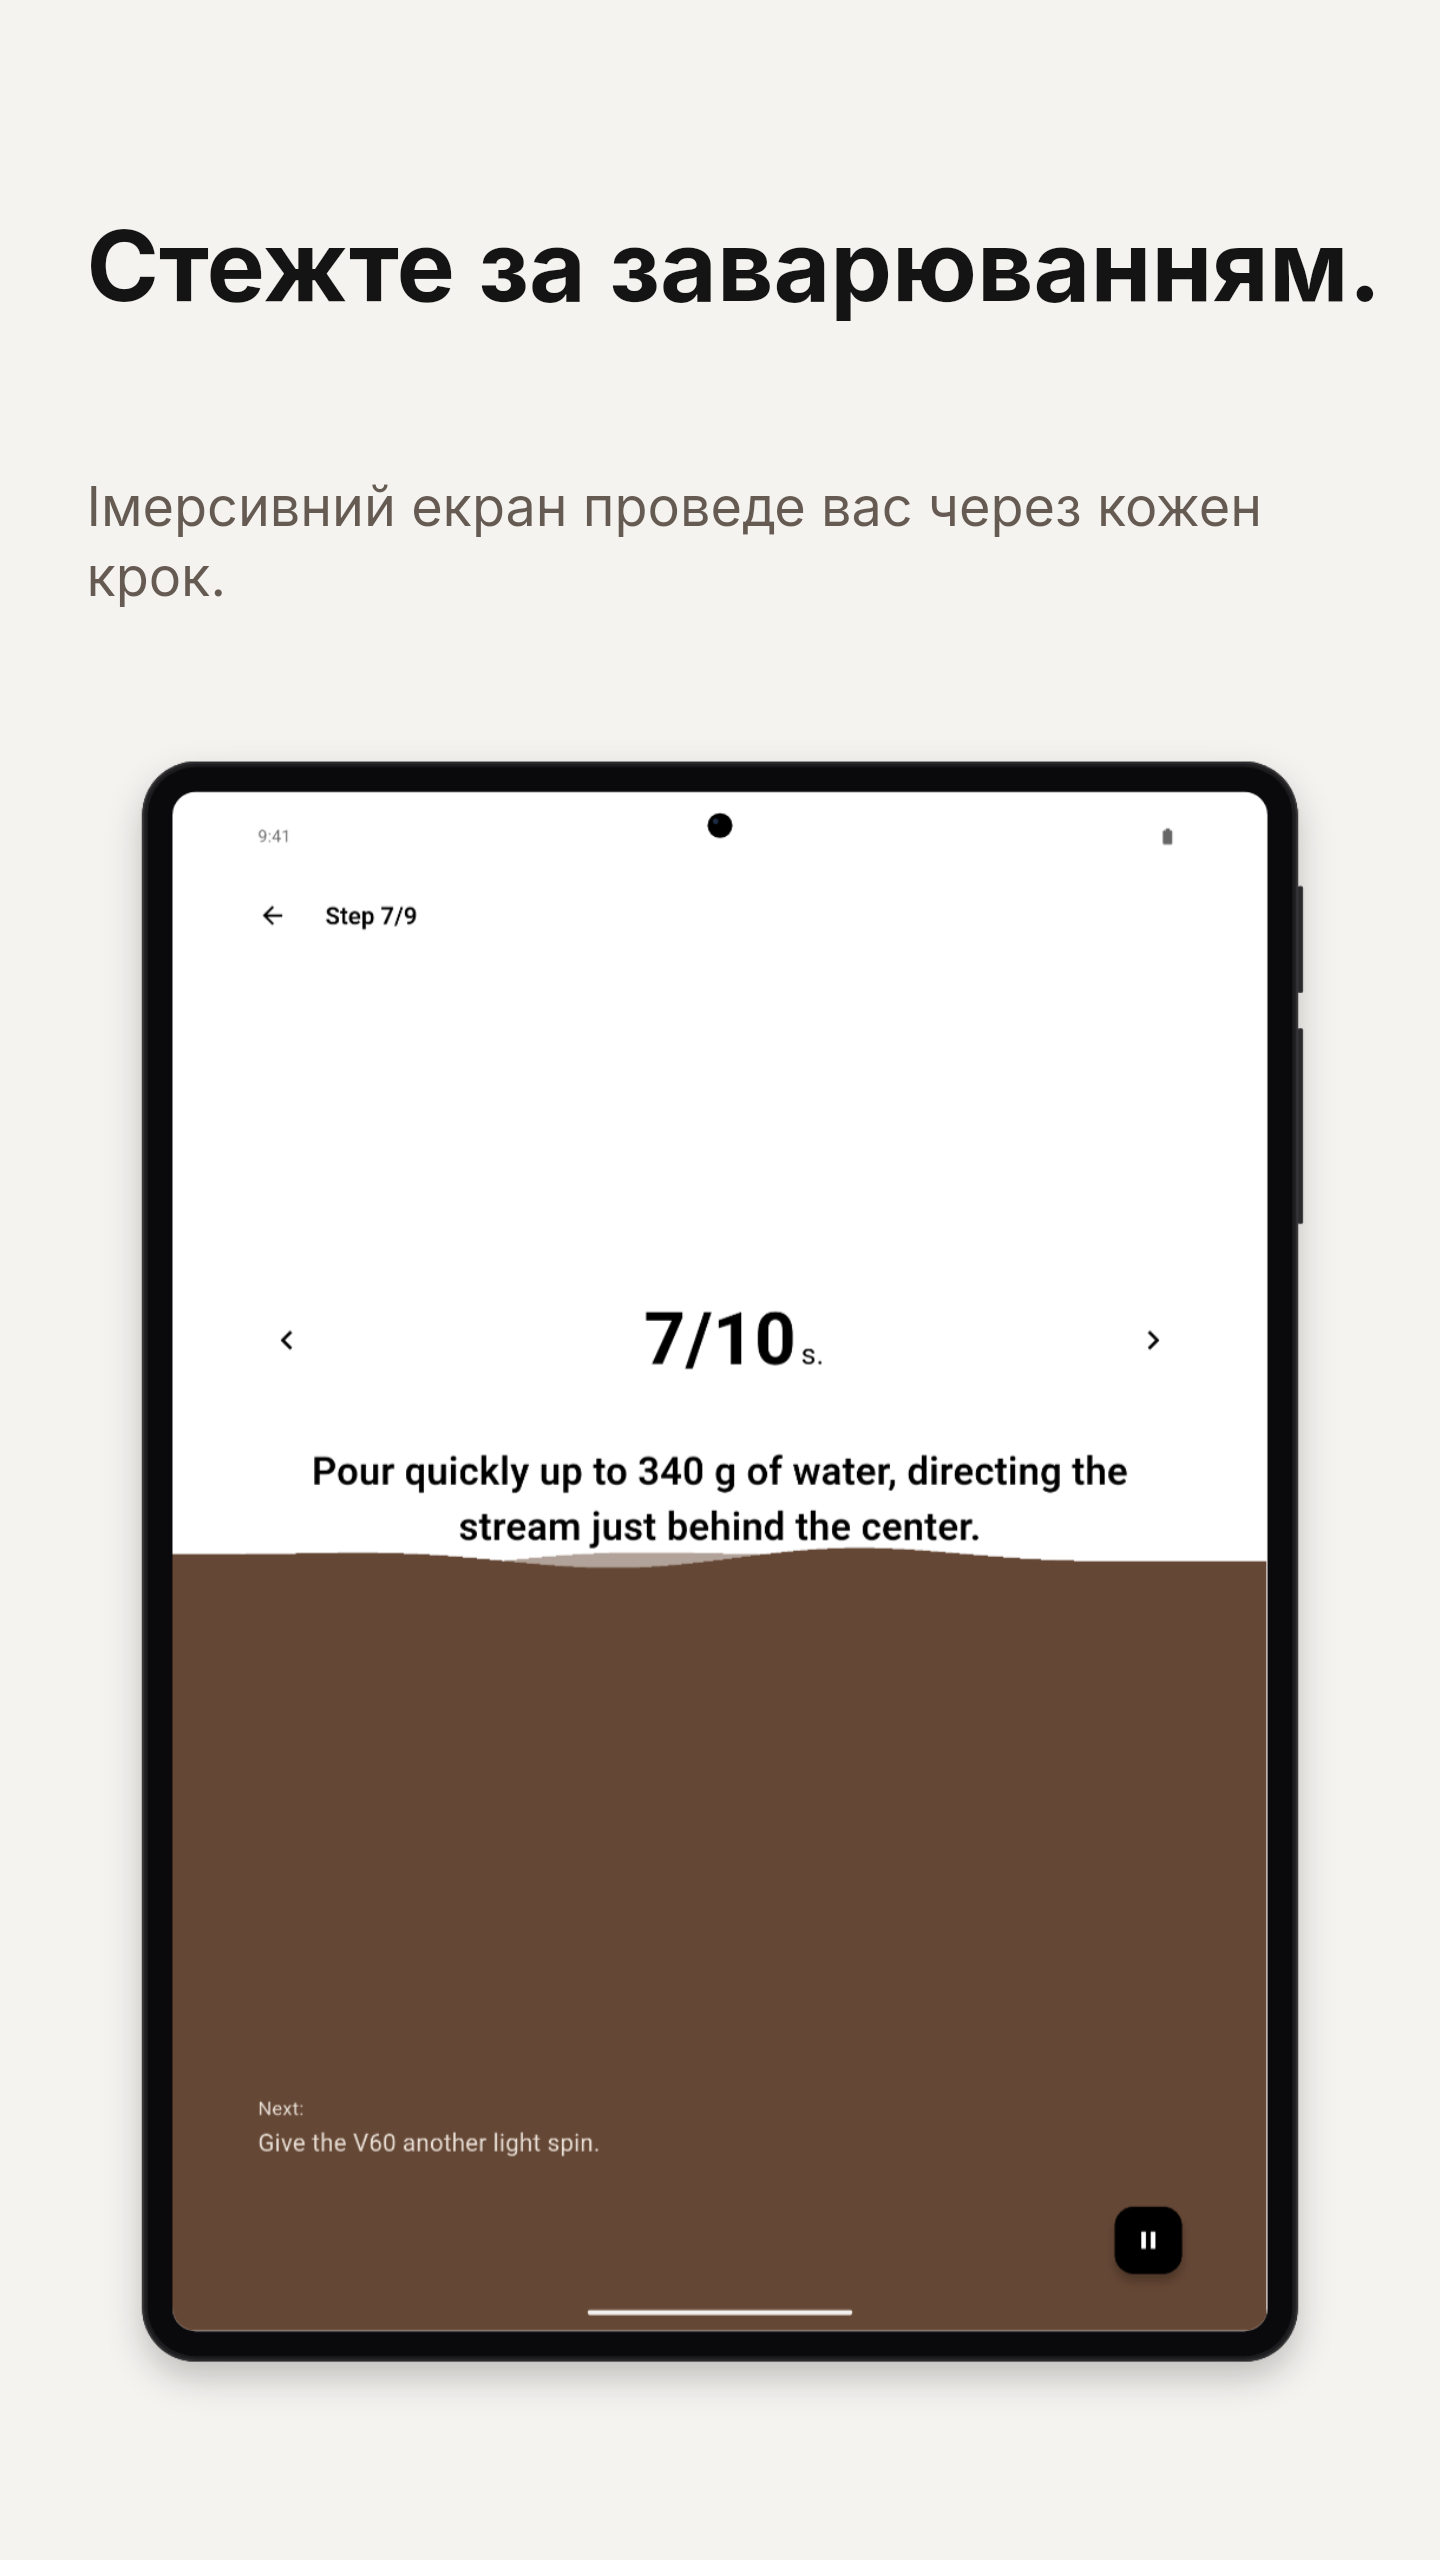 Стежте за заварюванням.
Імерсивний екран проведе вас через кожен
крок.
9:41
Step 7/9
7/10 s.
Pour quickly up to 340 g of water, directing the
stream just behind the center.
Next:
Give the V60 another light spin.